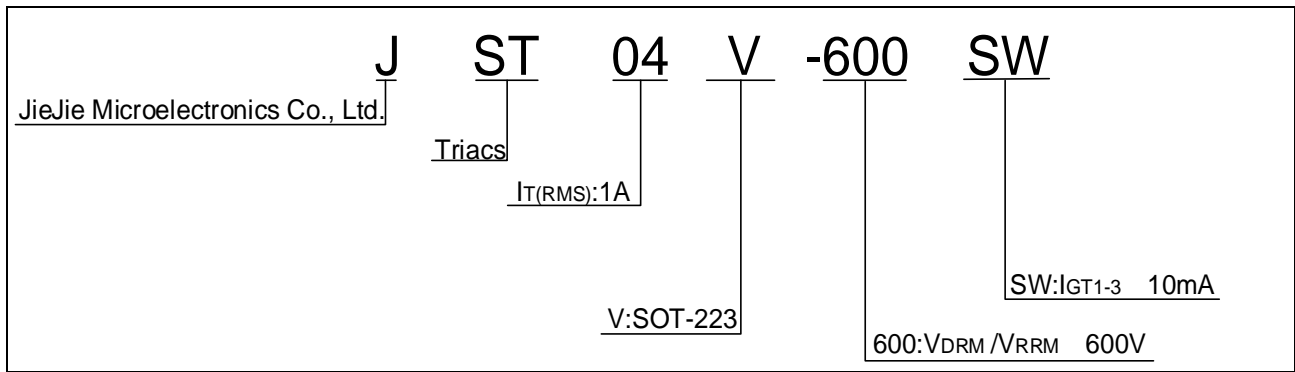 J ST 04 V -600 SW
JieJie Microelectronics Co., Ltd.
Triacs
IT(RMS):1A
SW:IGT1-3 10mA
V:SOT-223
600:VDRM /VRRM 600V